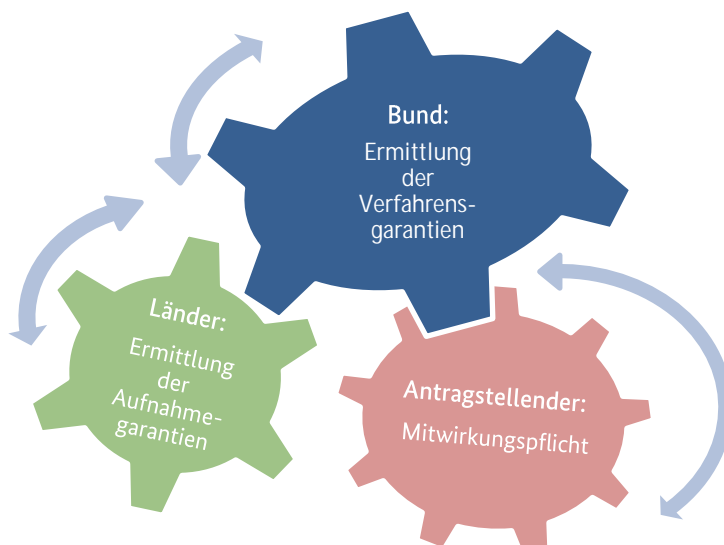 Bund:
Ermittlung
der
Verfahrens-
garantien
Länder:
Ermittlung
der
Aufnahme-
garantien
Antragstellender:
Mitwirkungspflicht